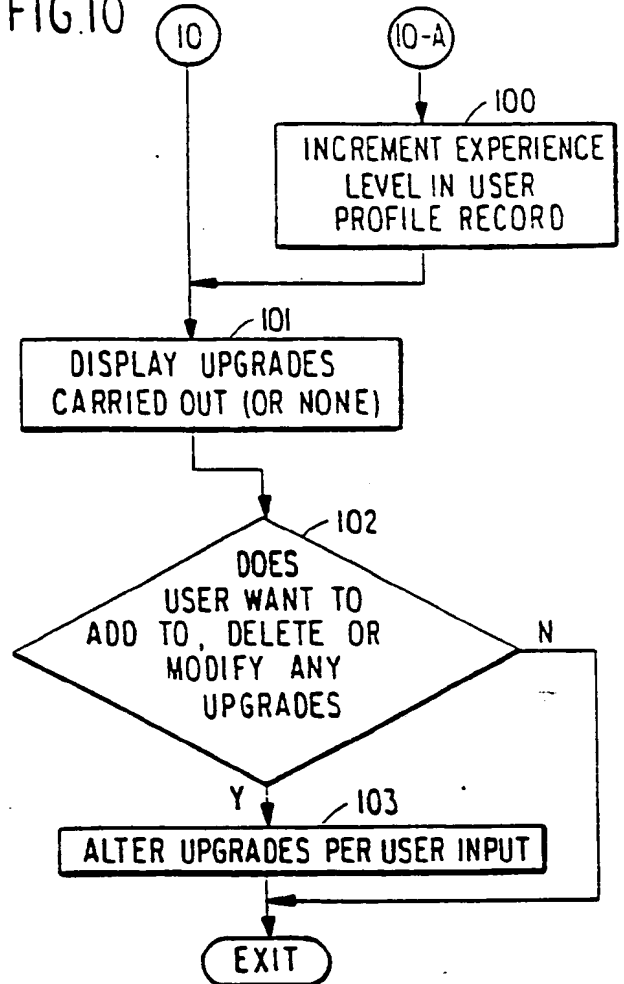 FIG.10
10
10-A
100
INCREMENT EXPERIENCE
LEVEL IN USER
PROFILE RECORD
101
DISPLAY UPGRADES
CARRIED OUT (OR NONE)
102
DOES
USER WANT TO
ADD TO, DELETE OR
MODIFY ANY
UPGRADES
N
Y
103
ALTER UPGRADES PER USER INPUT
EXIT